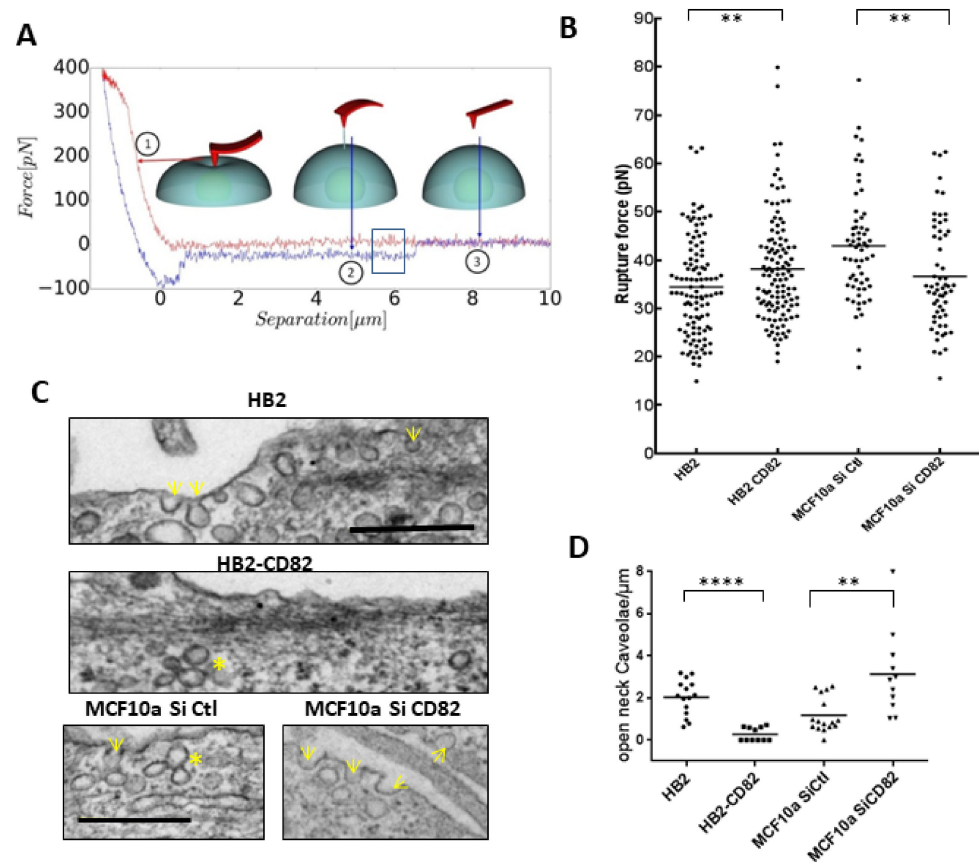 A
400
300
200
100
0
−100
Force[pN]
1
2
3
0
2
4
6
8
10
Separation[μm]
B
**
**
90
80
70
60
50
40
30
20
10
0
Rupture force (pN)
HB2
HB2 CD82
MCF10a Si Ctl
MCF10a Si CD82
C
HB2
HB2-CD82
*
MCF10a Si Ctl
*
MCF10a Si CD82
D
****
**
8
6
4
2
0
open neck Caveolae/μm
HB2
HB2-CD82
MCF10a SiCtl
MCF10a SiCD82